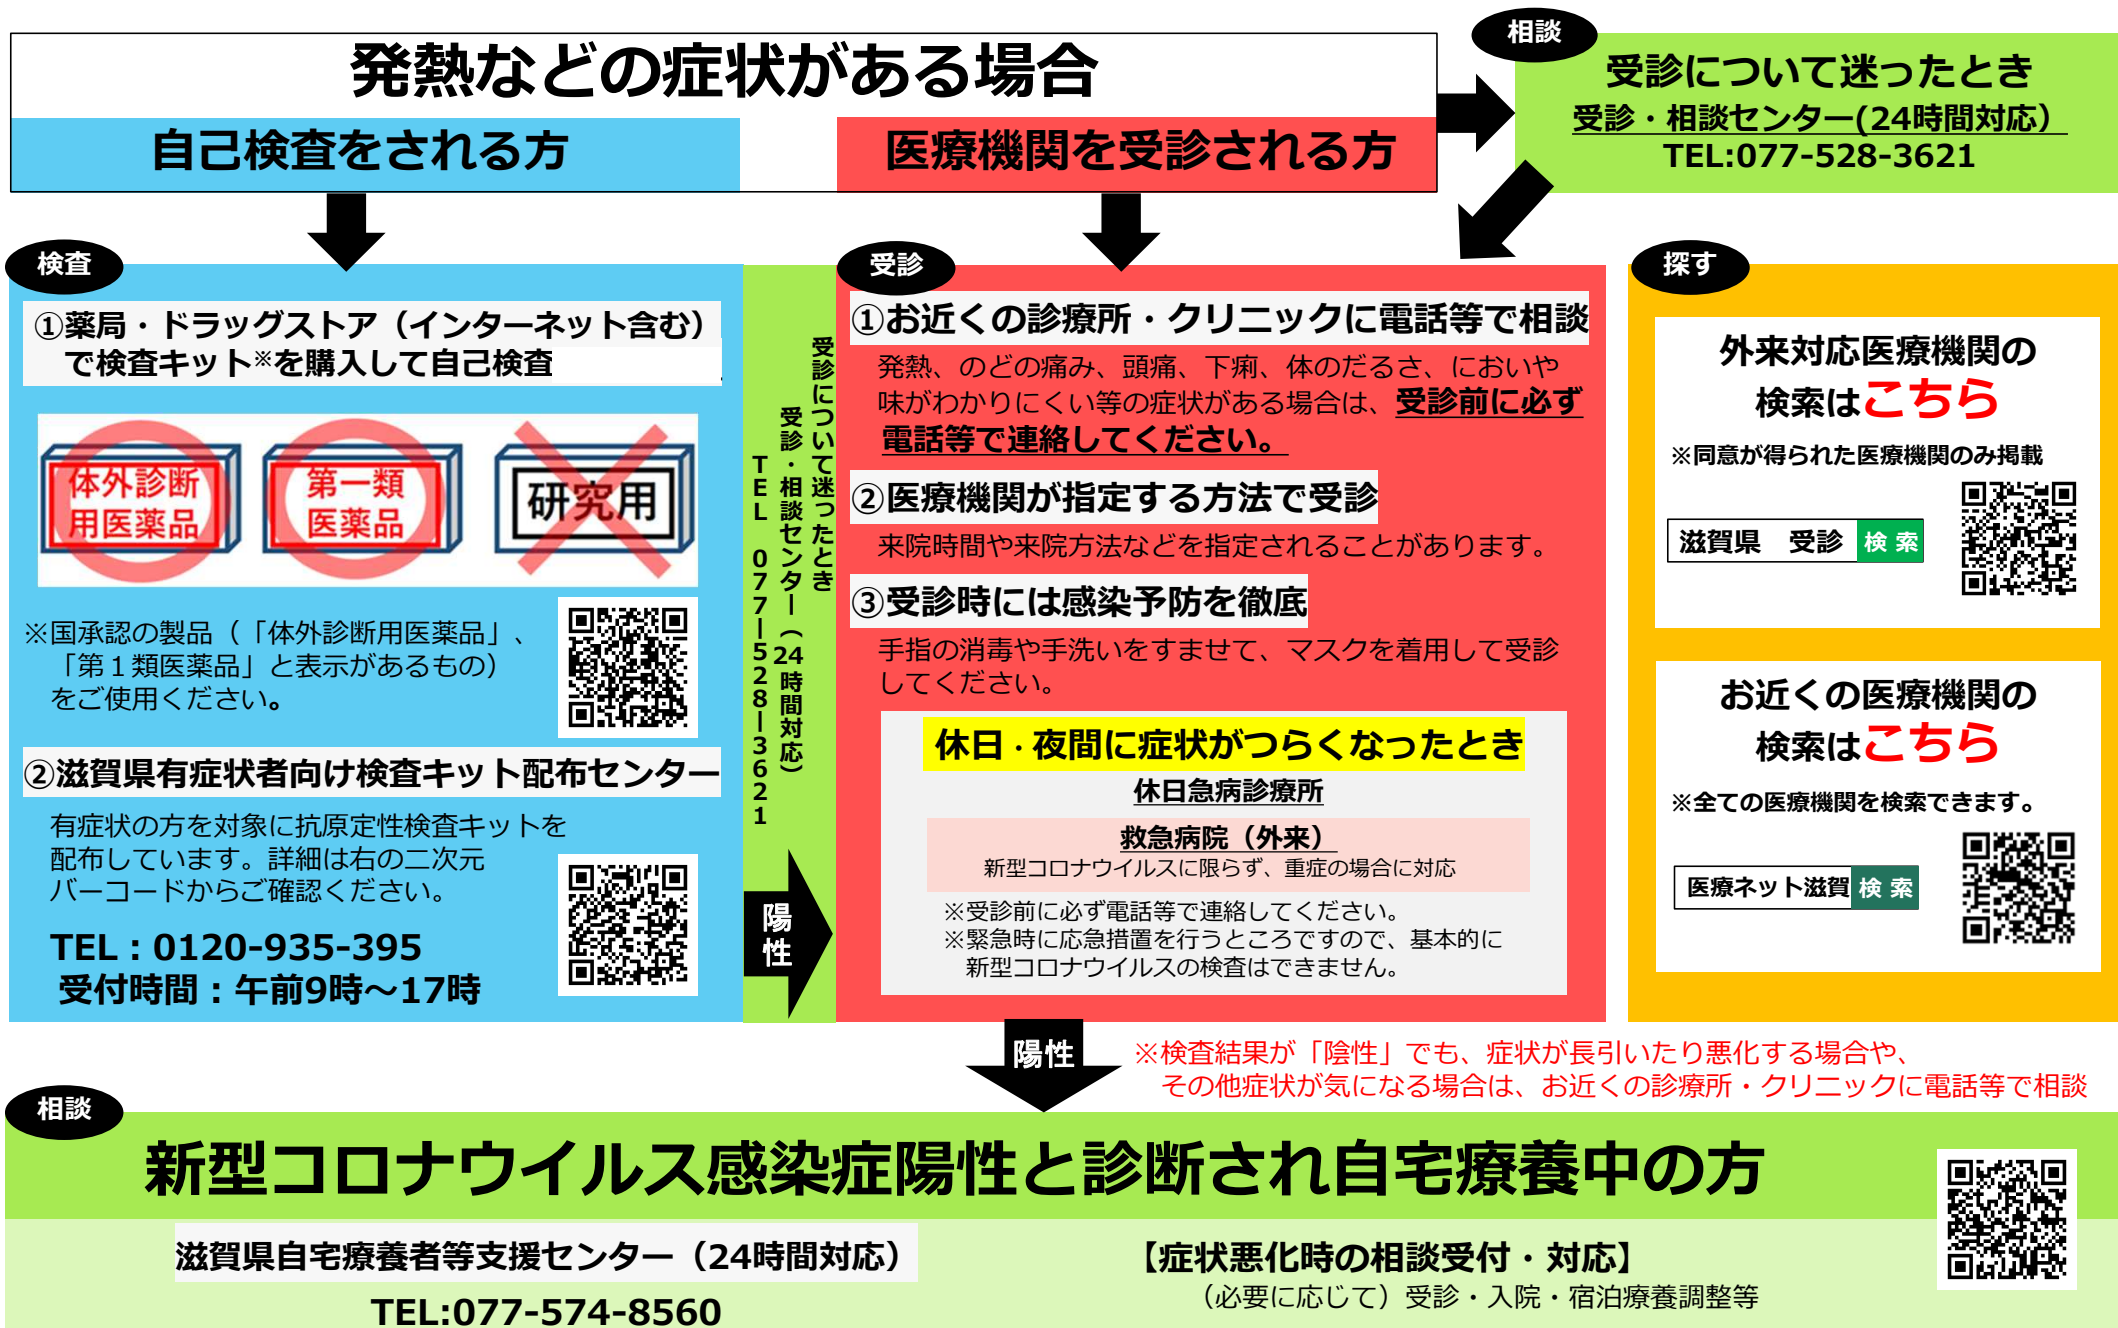 発熱などの症状がある場合
自己検査をされる方
医療機関を受診される方
相談
受診について迷ったとき
受診・相談センター(24時間対応）
TEL:077-528-3621
検査
①薬局・ドラッグストア（インターネット含む）
で検査キット※を購入して自己検査
体外診断
用医薬品
第一類
医薬品
研究用
※国承認の製品（「体外診断用医薬品」、
「第１類医薬品」と表示があるもの）
をご使用ください。
②滋賀県有症状者向け検査キット配布センター
有症状の方を対象に抗原定性検査キットを
配布しています。詳細は右の二次元
バーコードからご確認ください。
TEL：0120-935-395
受付時間：午前9時～17時
受診について迷ったとき
受診・相談センター（24時間対応）
TEL 077ー528ー3621
陽性
受診
①お近くの診療所・クリニックに電話等で相談
発熱、のどの痛み、頭痛、下痢、体のだるさ、においや
味がわかりにくい等の症状がある場合は、受診前に必ず
電話等で連絡してください。
②医療機関が指定する方法で受診
来院時間や来院方法などを指定されることがあります。
③受診時には感染予防を徹底
手指の消毒や手洗いをすませて、マスクを着用して受診
してください。
休日・夜間に症状がつらくなったとき
休日急病診療所
救急病院（外来）
新型コロナウイルスに限らず、重症の場合に対応
※受診前に必ず電話等で連絡してください。
※緊急時に応急措置を行うところですので、基本的に
新型コロナウイルスの検査はできません。
探す
外来対応医療機関の
検索はこちら
※同意が得られた医療機関のみ掲載
滋賀県　受診 検 索
お近くの医療機関の
検索はこちら
※全ての医療機関を検索できます。
医療ネット滋賀 検 索
陽性
※検査結果が「陰性」でも、症状が長引いたり悪化する場合や、
その他症状が気になる場合は、お近くの診療所・クリニックに電話等で相談
相談
新型コロナウイルス感染症陽性と診断され自宅療養中の方
滋賀県自宅療養者等支援センター（24時間対応）
TEL:077-574-8560
【症状悪化時の相談受付・対応】
（必要に応じて）受診・入院・宿泊療養調整等